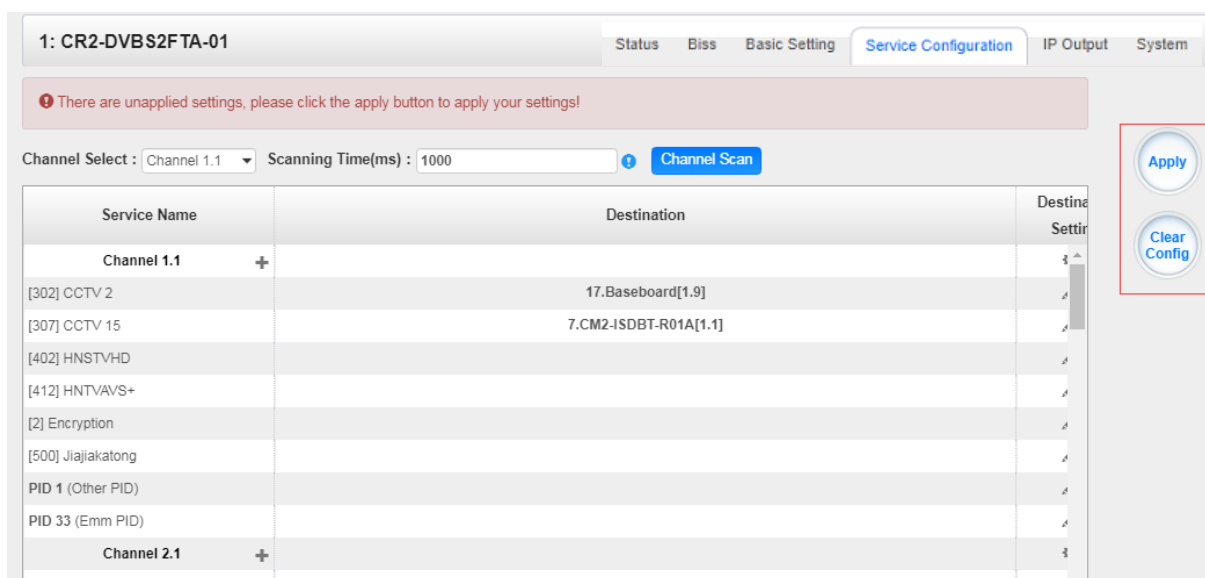 1: CR2-DVBS2FTA-01
Status Biss Basic Setting Service Configuration IP Output System
There are unapplied settings, please click the apply button to apply your settings!
Channel Select : Channel 1.1 Scanning Time(ms) : 1000 Channel Scan
Apply
Clear
Config
Service Name Destination Destina
Settin
Channel 1.1
[302] CCTV 2 17.Baseboard[1.9]
[307] CCTV 15 7.CM2-ISDBT-R01A[1.1]
[402] HNSTVHD
[412] HNTVAVS+
[2] Encryption
[500] Jiajiakatong
PID 1 (Other PID)
PID 33 (Emm PID)
Channel 2.1